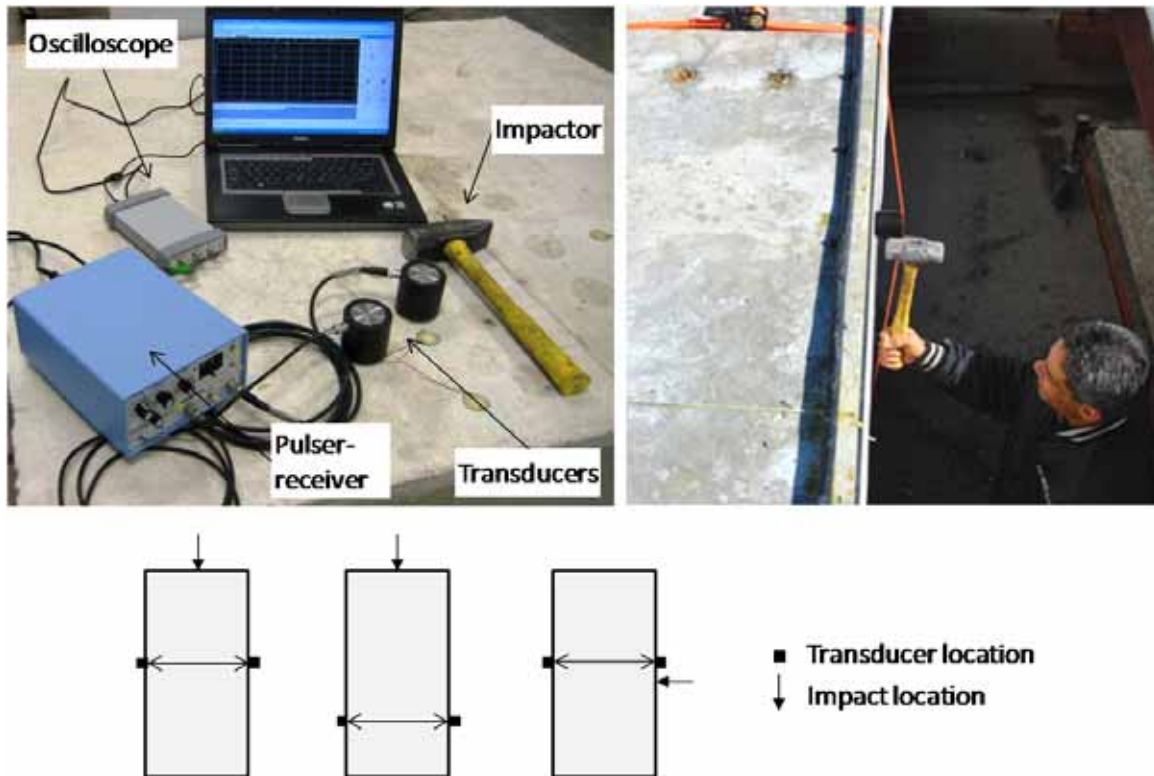 Oscilloscope
Impactor
Pulser-
receiver
Transducers
Transducer location
Impact location